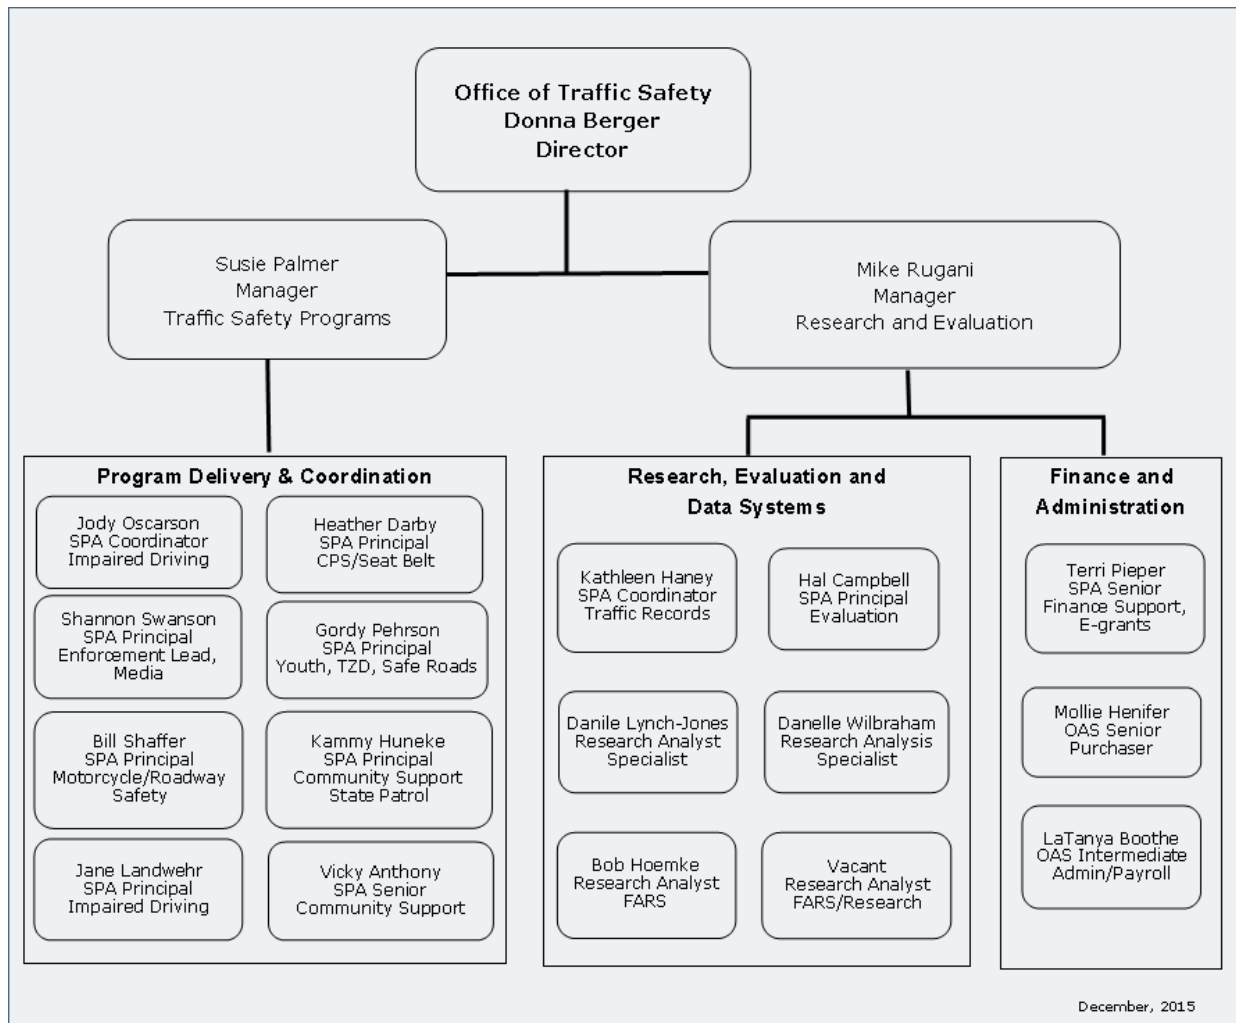 Office of Traffic Safety
Donna Berger
Director
Susie Palmer
Manager
Traffic Safety Programs
Mike Rugani
Manager
Research and Evaluation
Program Delivery & Coordination
Jody Oscarson
SPA Coordinator
Impaired Driving
Heather Darby
SPA Principal
CPS/Seat Belt
Shannon Swanson
SPA Principal
Enforcement Lead,
Media
Gordy Pehrson
SPA Principal
Youth, TZD, Safe Roads
Bill Shaffer
SPA Principal
Motorcycle/Roadway
Safety
Kammy Huneke
SPA Principal
Community Support
State Patrol
Jane Landwehr
SPA Principal
Impaired Driving
Vicky Anthony
SPA Senior
Community Support
Research, Evaluation and
Data Systems
Kathleen Haney
SPA Coordinator
Traffic Records
Hal Campbell
SPA Principal
Evaluation
Danile Lynch-Jones
Research Analyst
Specialist
Danelle Wilbraham
Research Analysis
Specialist
Bob Hoemke
Research Analyst
FARS
Vacant
Research Analyst
FARS/Research
Finance and
Administration
Terri Pieper
SPA Senior
Finance Support,
E-grants
Mollie Henifer
OAS Senior
Purchaser
LaTanya Boothe
OAS Intermediate
Admin/Payroll
December, 2015